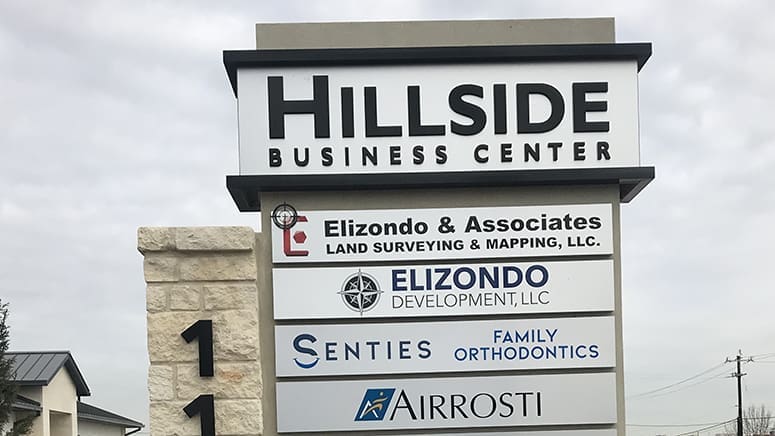 HILLSIDE
BUSINESS CENTER
Elizondo & Associates
LAND SURVEYING & MAPPING, LLC.
ELIZONDO
DEVELOPMENT, LLC
SENTIES FAMILY
ORTHODONTICS
AIRROSTI
1
1